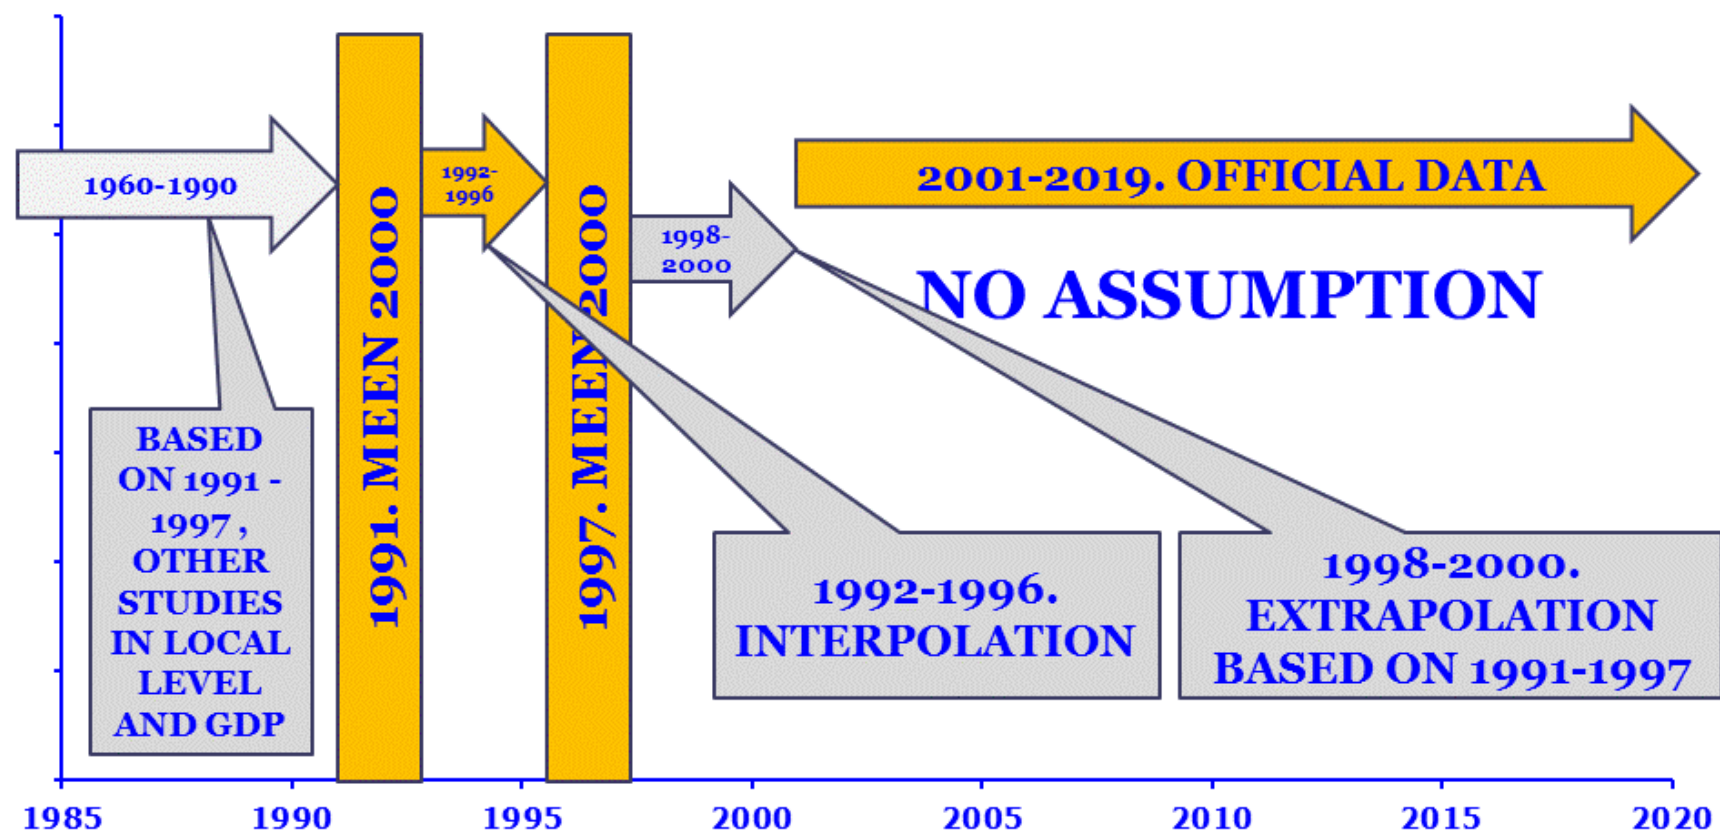 1960-1990
1991. MEEN 2000
1992-
1996
1997. MEEN 2000
1998-
2000
2001-2019. OFFICIAL DATA
NO ASSUMPTION
BASED
ON 1991 -
1997 ,
OTHER
STUDIES
IN LOCAL
LEVEL
AND GDP
1992-1996.
INTERPOLATION
1998-2000.
EXTRAPOLATION
BASED ON 1991-1997
1985 1990 1995 2000 2005 2010 2015 2020